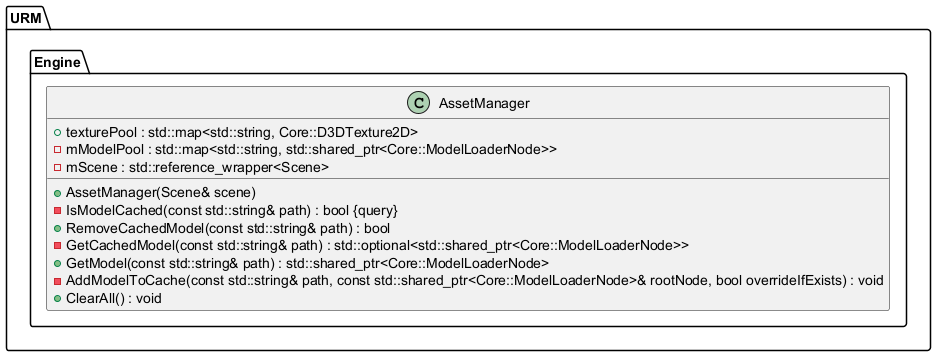 URM
Engine
C AssetManager
texturePool : std::map<std::string, Core::D3DTexture2D>
mModelPool : std::map<std::string, std::shared_ptr<Core::ModelLoaderNode>>
mScene : std::reference_wrapper<Scene>
AssetManager(Scene& scene)
IsModelCached(const std::string& path) : bool {query}
RemoveCachedModel(const std::string& path) : bool
GetCachedModel(const std::string& path) : std::optional<std::shared_ptr<Core::ModelLoaderNode>>
GetModel(const std::string& path) : std::shared_ptr<Core::ModelLoaderNode>
AddModelToCache(const std::string& path, const std::shared_ptr<Core::ModelLoaderNode>& rootNode, bool overrideIfExists) : void
ClearAll() : void